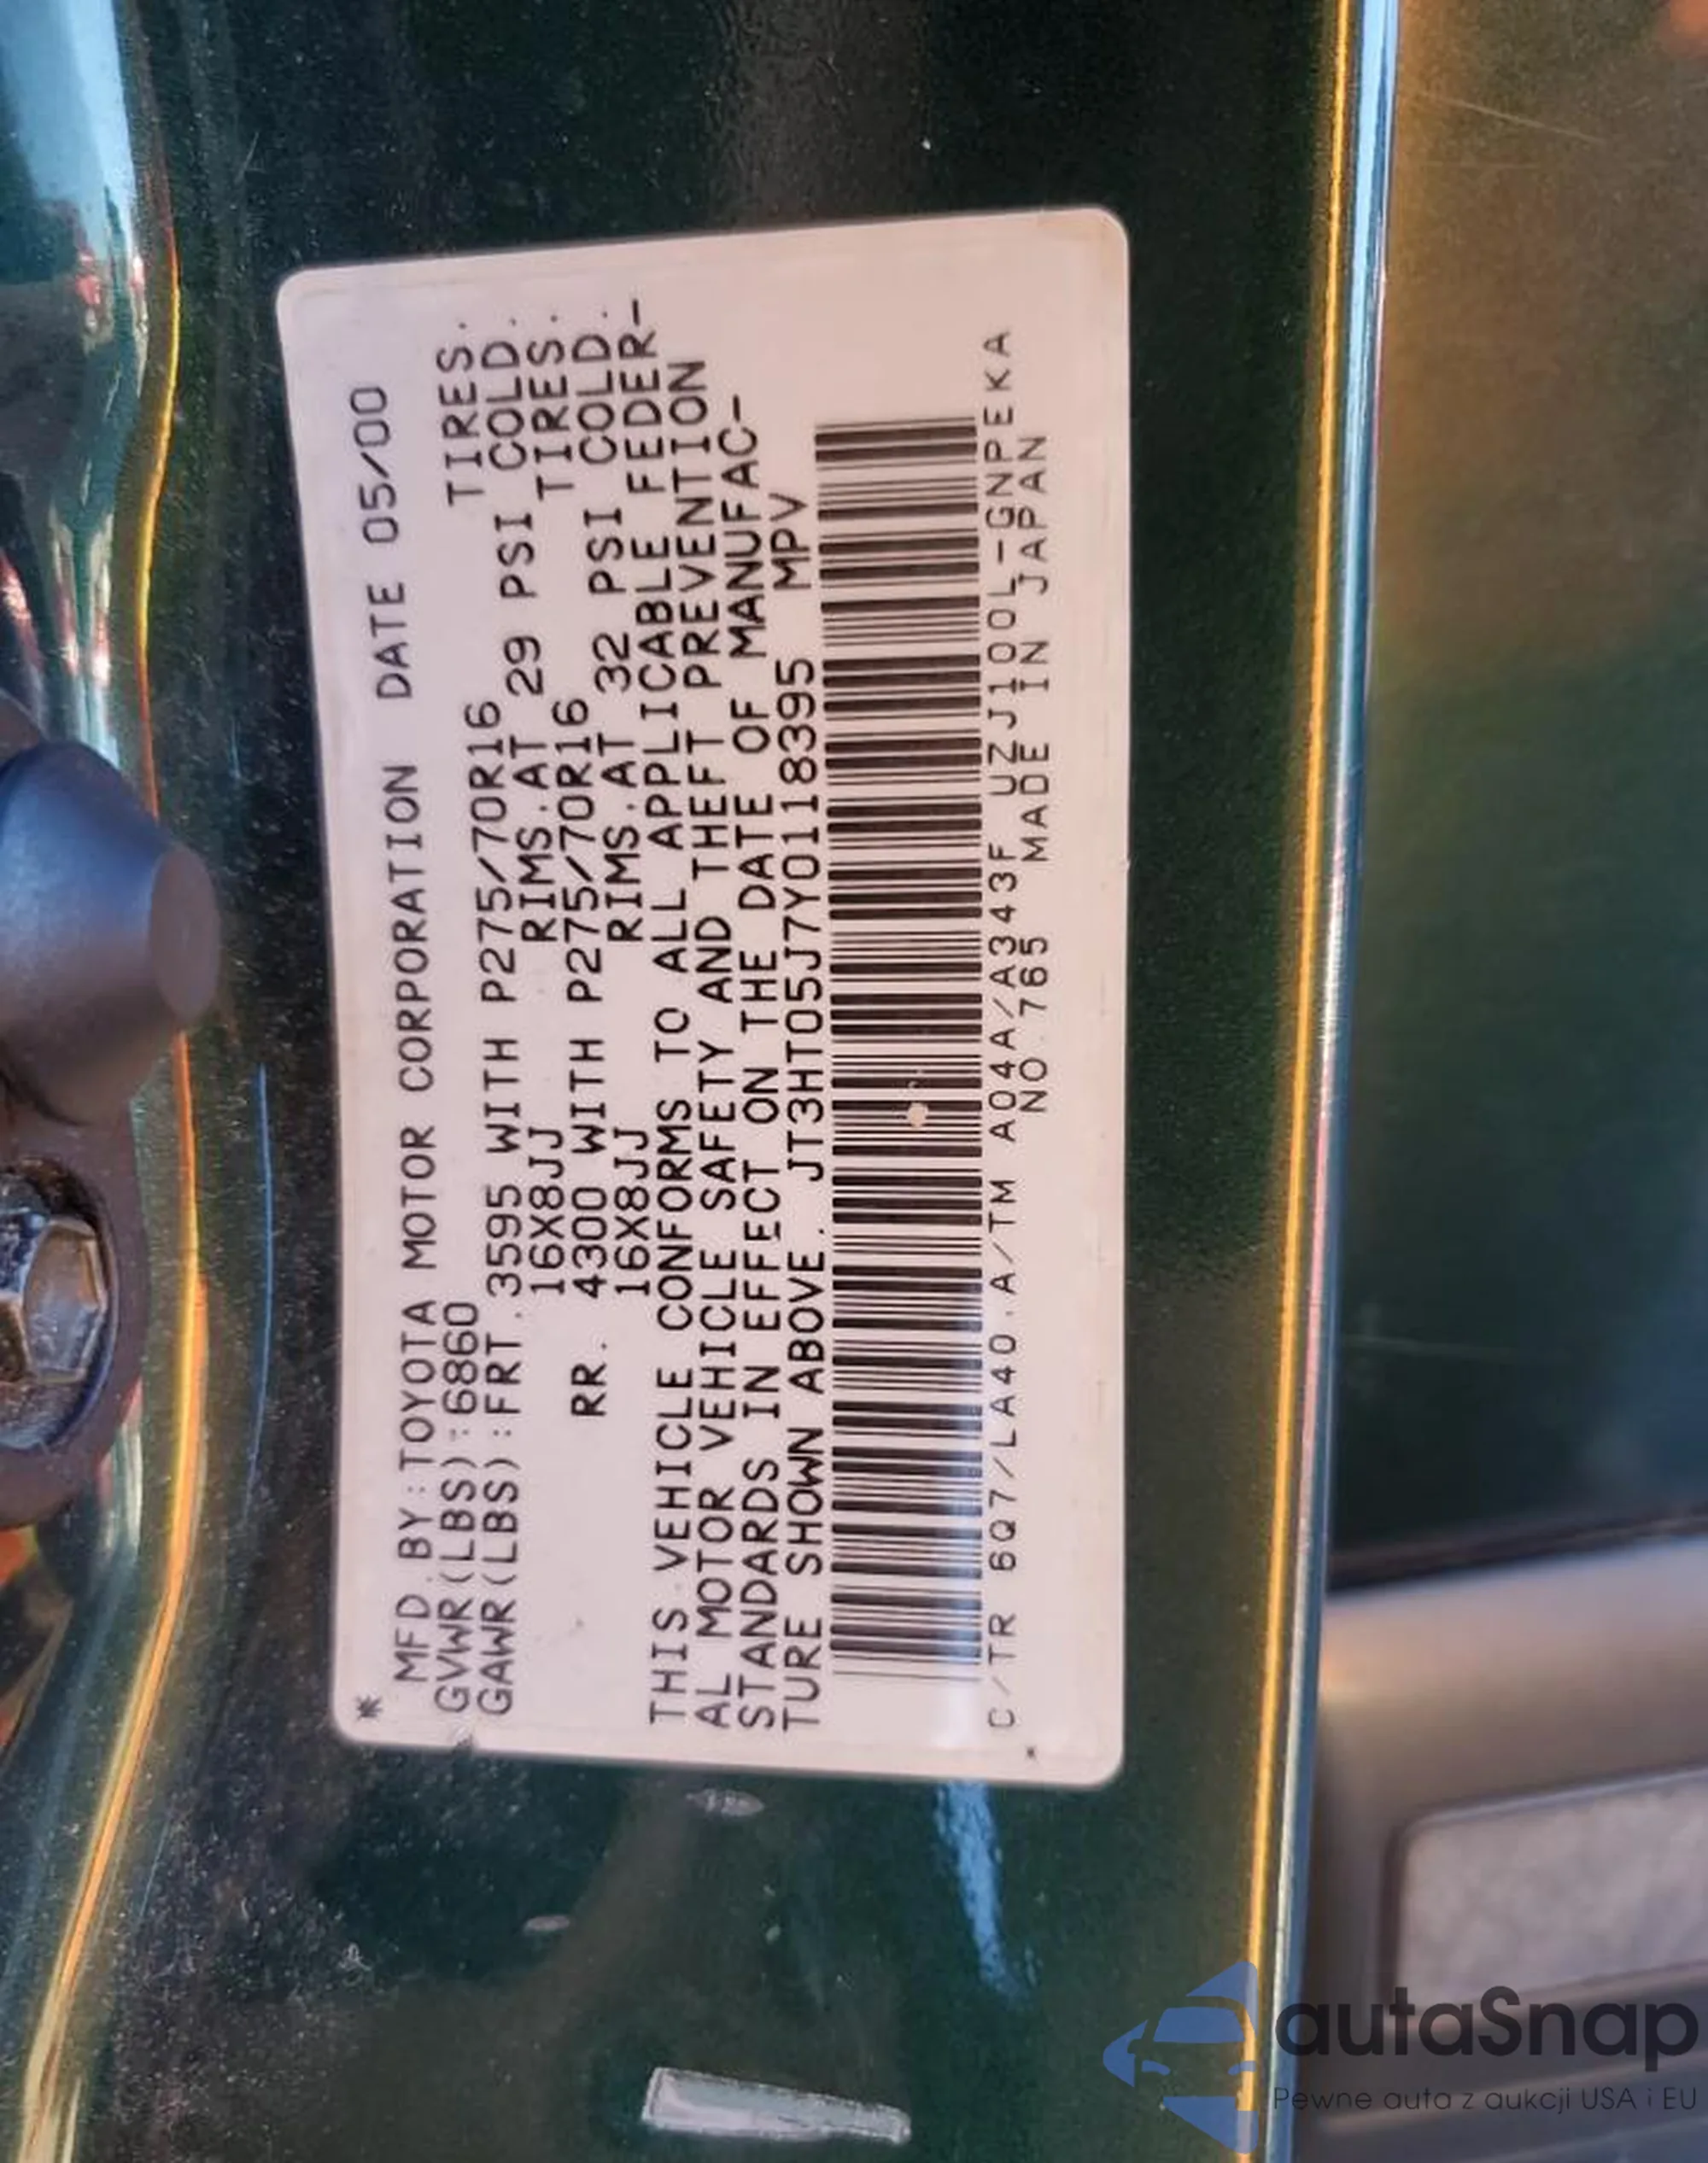 * MFD.BY:TOYOTA MOTOR CORPORATION DATE 05/00
GVWR(LBS):6860
GAWR(LBS):FRT.3595 WITH P275/70R16 TIRES.
16X8JJ RIMS.AT 29 PSI COLD.
RR. 4300 WITH P275/70R16 TIRES.
16X8JJ RIMS.AT 32 PSI COLD.
THIS VEHICLE CONFORMS TO ALL APPLICABLE FEDER-
AL MOTOR VEHICLE SAFETY AND THEFT PREVENTION
STANDARDS IN EFFECT ON THE DATE OF MANUFAC-
TURE SHOWN ABOVE. JT3HT05J7Y0118395 MPV
C/TR 6Q7/LA40.A/TM A04A/A343F UZJ100L-GNPEKA
NO.765 MADE IN JAPAN
autaSnap
Pewne auta z aukcji USA i EU